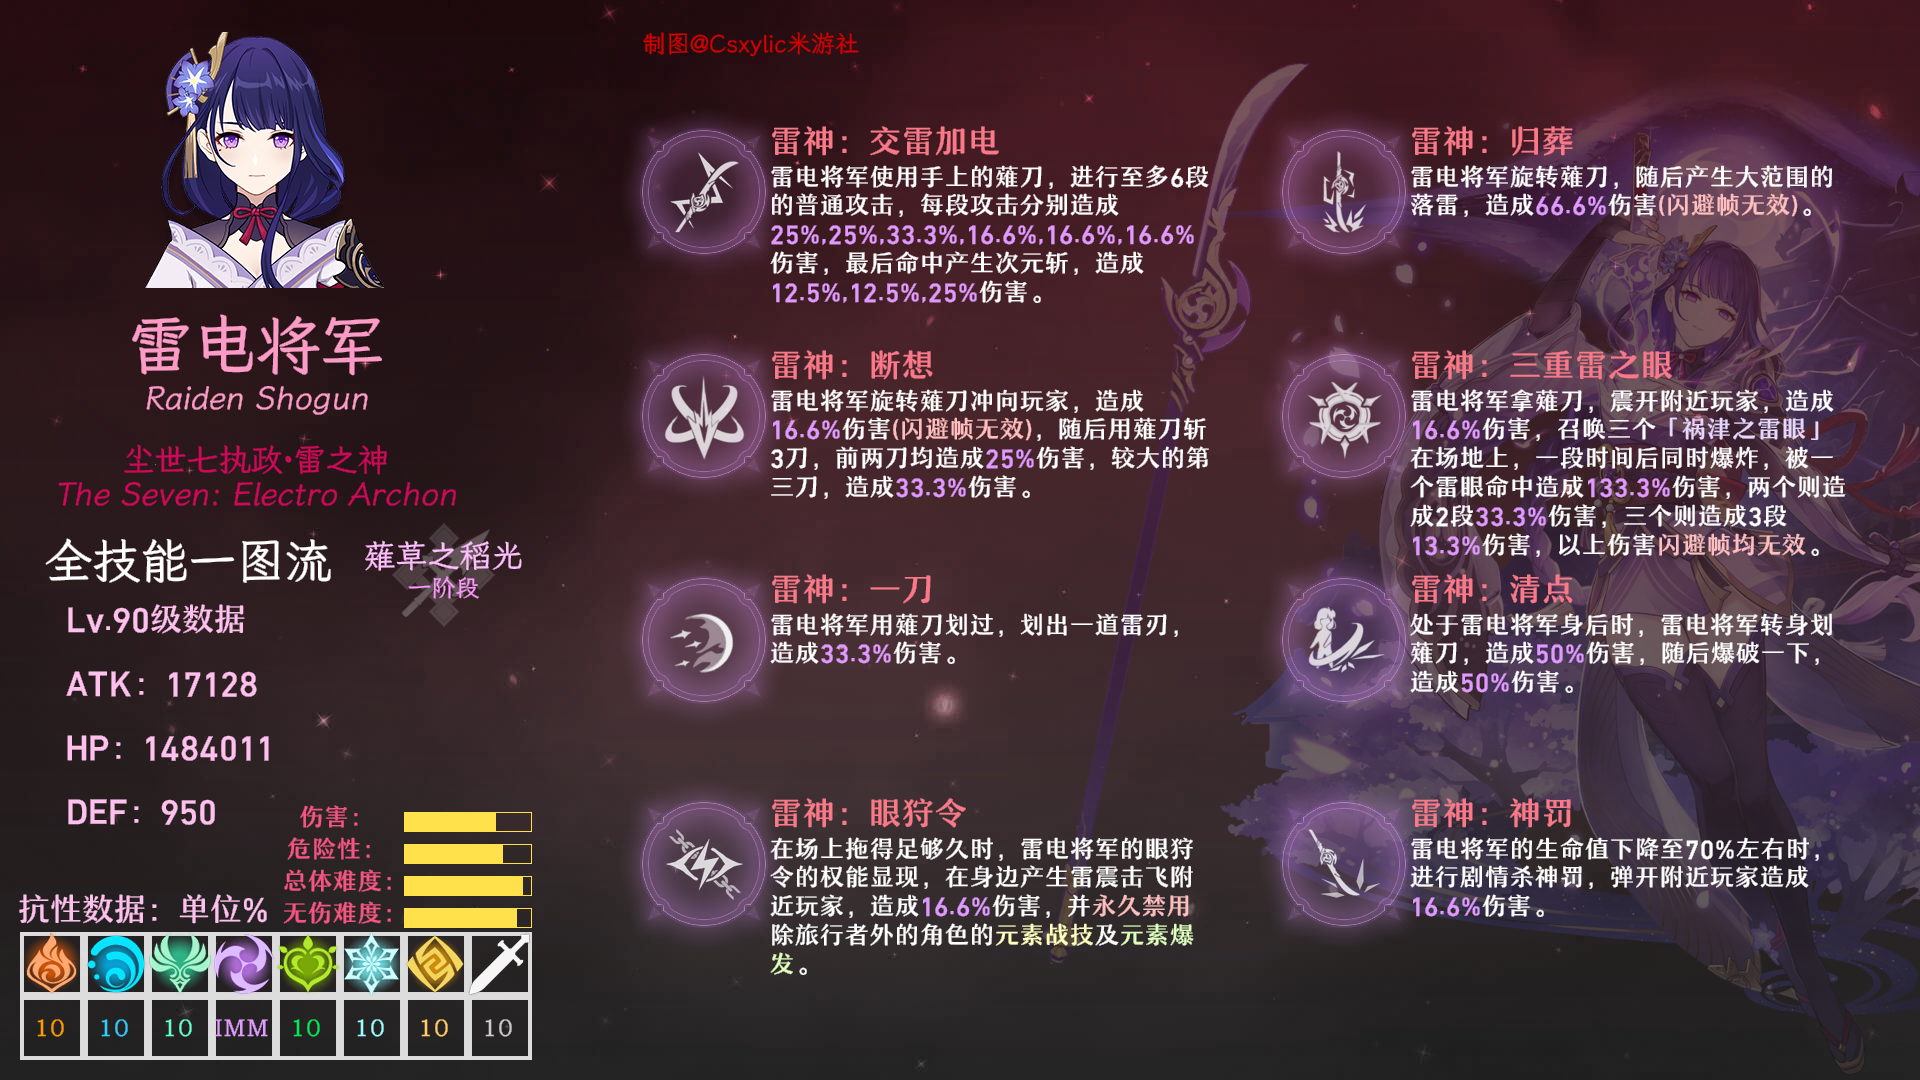 制图@Csxylic米游社
雷电将军
Raiden Shogun
尘世七执政·雷之神
The Seven: Electro Archon
全技能一图流
薙草之稻光
一阶段
Lv.90级数据
ATK：17128
HP：1484011
DEF：950
伤害：
危险性：
总体难度：
无伤难度：
抗性数据：单位%
10 10 10 IMM 10 10 10 10
雷神：交雷加电
雷电将军使用手上的薙刀，进行至多6段
的普通攻击，每段攻击分别造成
25%,25%,33.3%,16.6%,16.6%,16.6%
伤害，最后命中产生次元斩，造成
12.5%,12.5%,25%伤害。
雷神：归葬
雷电将军旋转薙刀，随后产生大范围的
落雷，造成66.6%伤害(闪避帧无效)。
雷神：断想
雷电将军旋转薙刀冲向玩家，造成
16.6%伤害(闪避帧无效)，随后用薙刀斩
3刀，前两刀均造成25%伤害，较大的第
三刀，造成33.3%伤害。
雷神：三重雷之眼
雷电将军拿薙刀，震开附近玩家，造成
16.6%伤害，召唤三个「祸津之雷眼」
在场地上，一段时间后同时爆炸，被一
个雷眼命中造成133.3%伤害，两个则造
成2段33.3%伤害，三个则造成3段
13.3%伤害，以上伤害闪避帧均无效。
雷神：一刀
雷电将军用薙刀划过，划出一道雷刃，
造成33.3%伤害。
雷神：清点
处于雷电将军身后时，雷电将军转身划
薙刀，造成50%伤害，随后爆破一下，
造成50%伤害。
雷神：眼狩令
在场上拖得足够久时，雷电将军的眼狩
令的权能显现，在身边产生雷震击飞附
近玩家，造成16.6%伤害，并永久禁用
除旅行者外的角色的元素战技及元素爆
发。
雷神：神罚
雷电将军的生命值下降至70%左右时，
进行剧情杀神罚，弹开附近玩家造成
16.6%伤害。